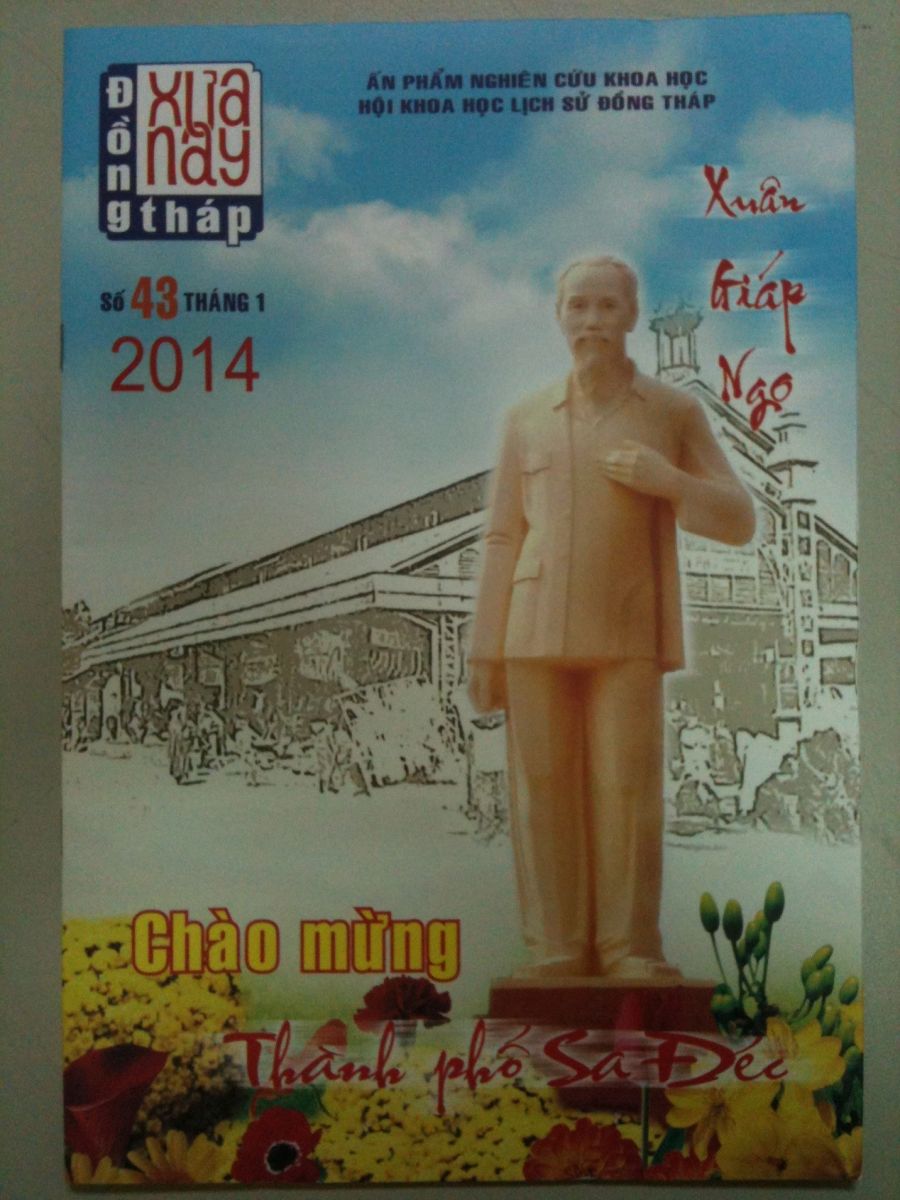 Đồng tháp
XƯA
NAY
ẤN PHẨM NGHIÊN CỨU KHOA HỌC
HỘI KHOA HỌC LỊCH SỬ ĐỒNG THÁP
Số 43 THÁNG 1
2014
Xuân
Giáp
Ngọ
Chào mừng
Thành phố Sa Đéc